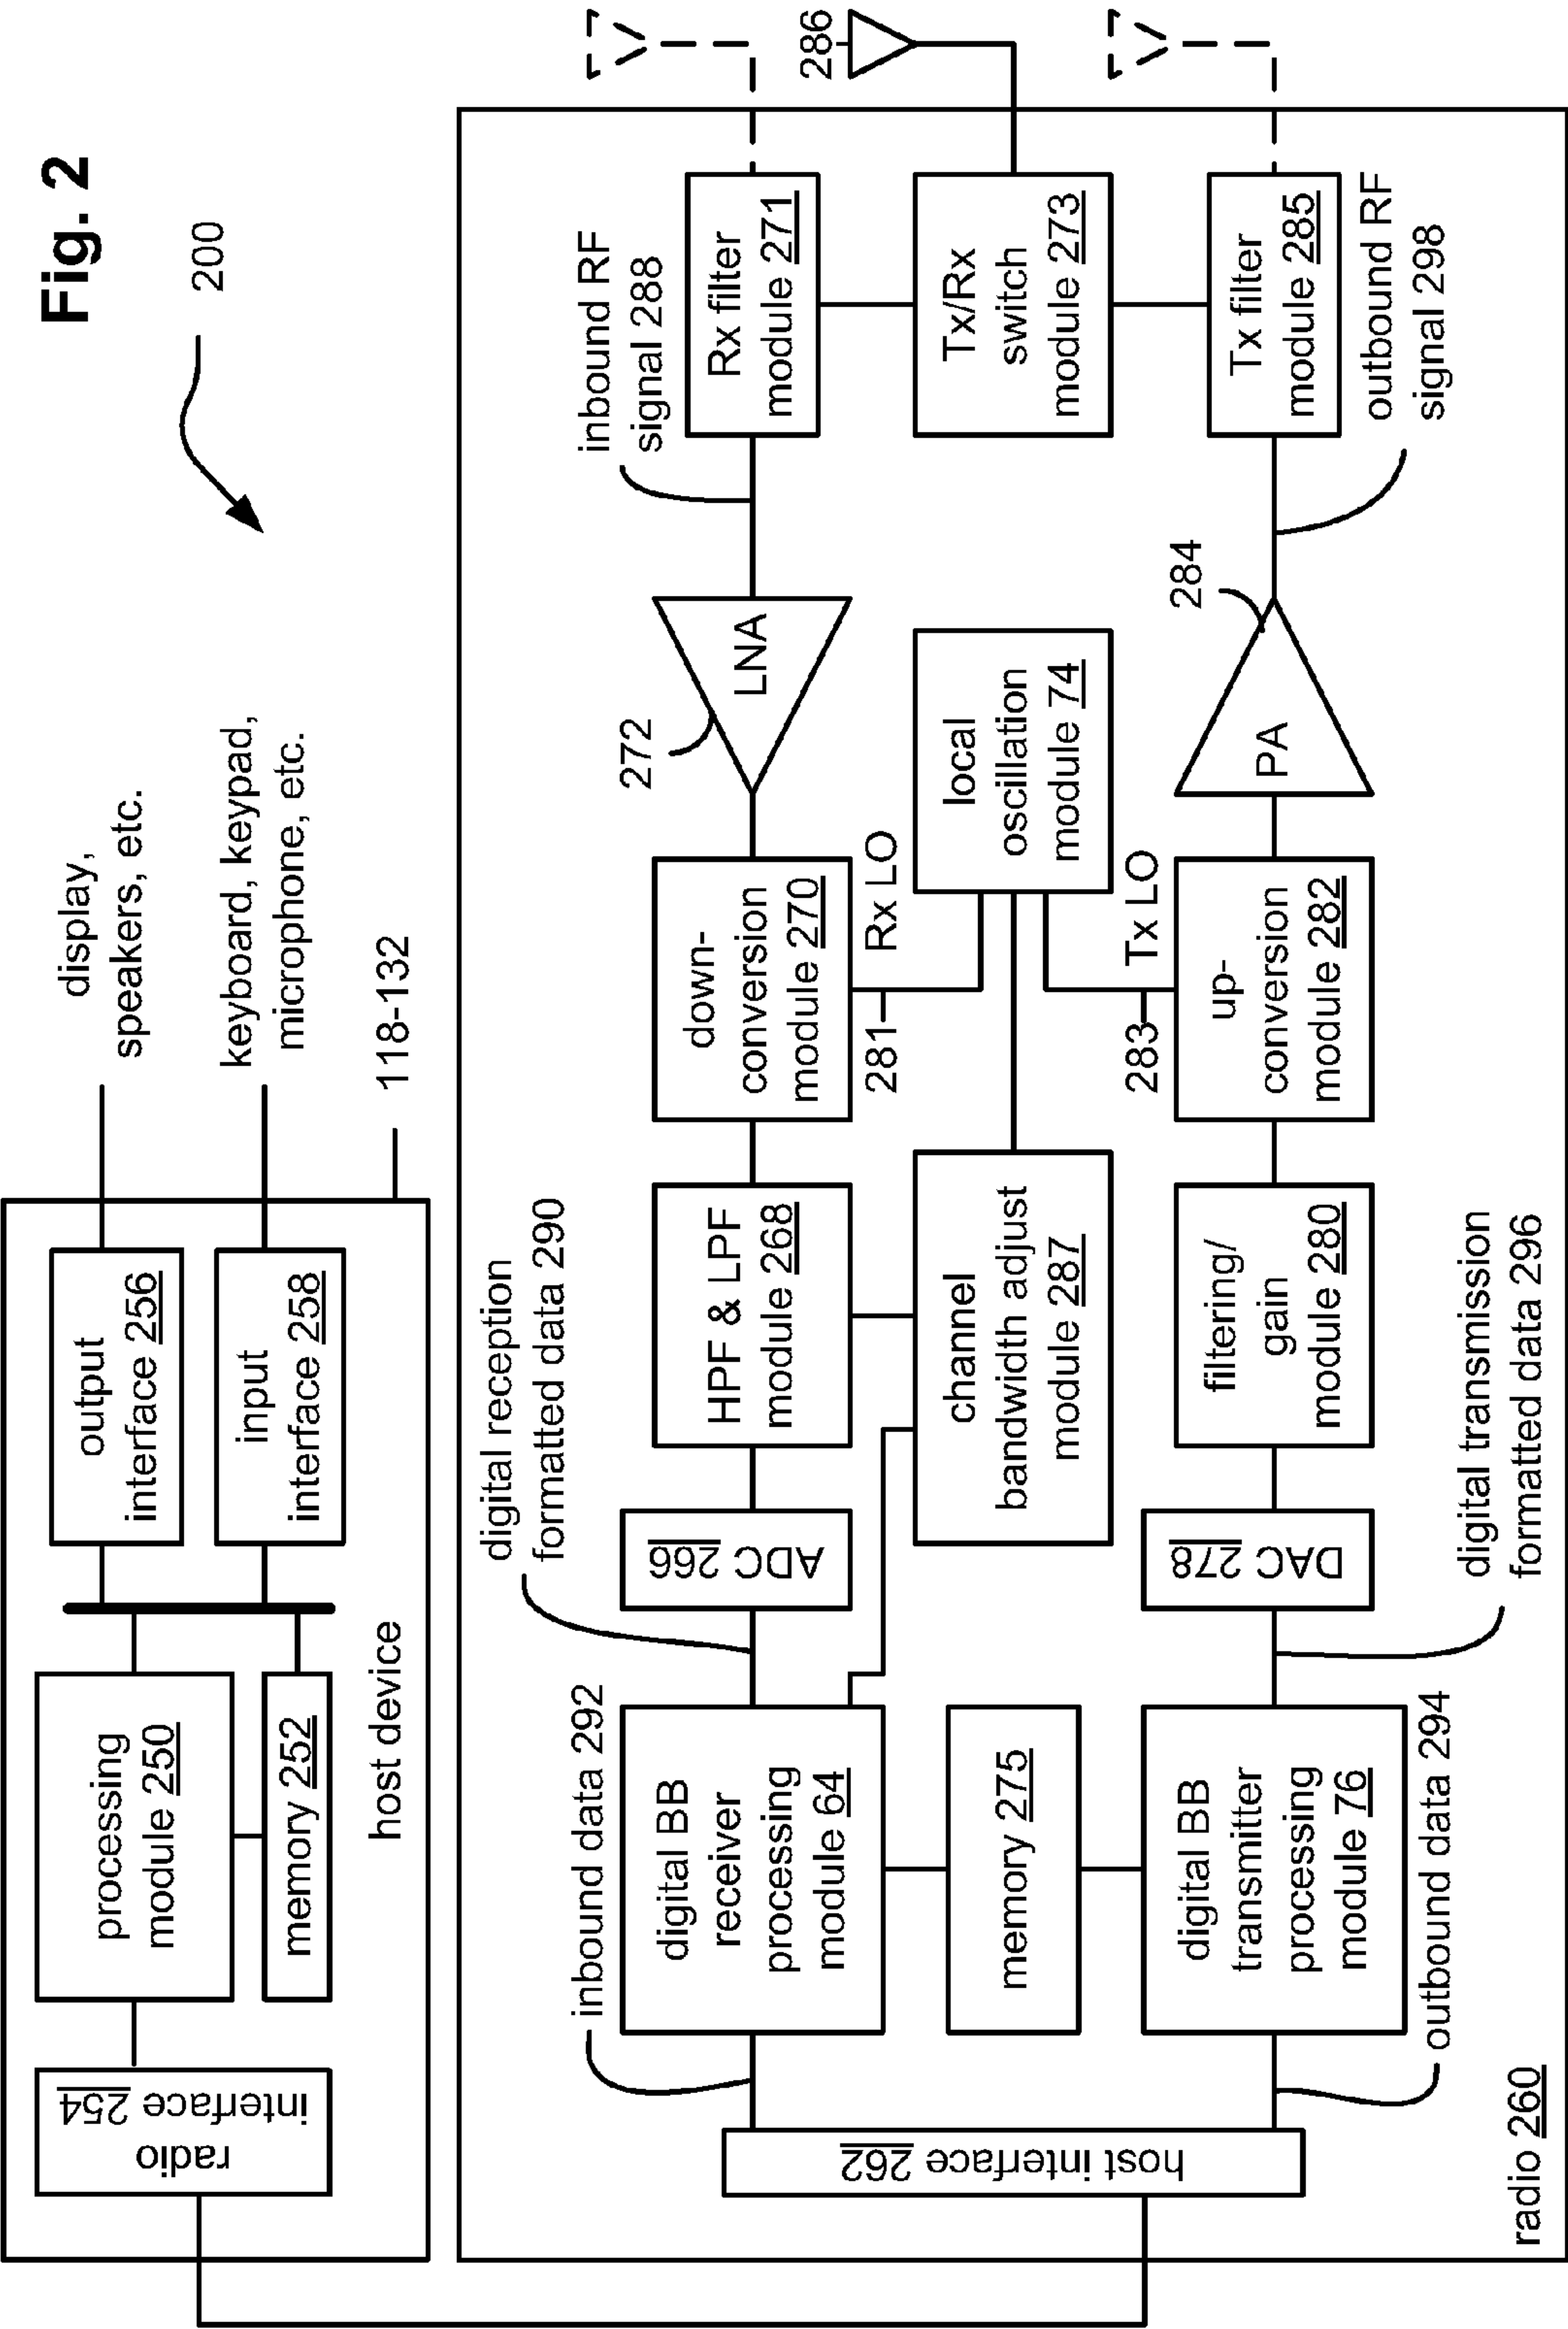 Fig. 2
200
display,
speakers, etc.
keyboard, keypad,
microphone, etc.
118-132
radio
interface 254
processing
module 250
memory 252
output
interface 256
input
interface 258
host device
inbound data 292
digital reception
formatted data 290
272
inbound RF
signal 288
286
host interface 262
digital BB
receiver
processing
module 64
ADC 266
HPF & LPF
module 268
down-
conversion
module 270
LNA
Rx filter
module 271
281
Rx LO
memory 275
channel
bandwidth adjust
module 287
local
oscillation
module 74
Tx/Rx
switch
module 273
283
Tx LO
284
digital BB
transmitter
processing
module 76
DAC 278
filtering/
gain
module 280
up-
conversion
module 282
PA
Tx filter
module 285
outbound data 294
digital transmission
formatted data 296
outbound RF
signal 298
radio 260